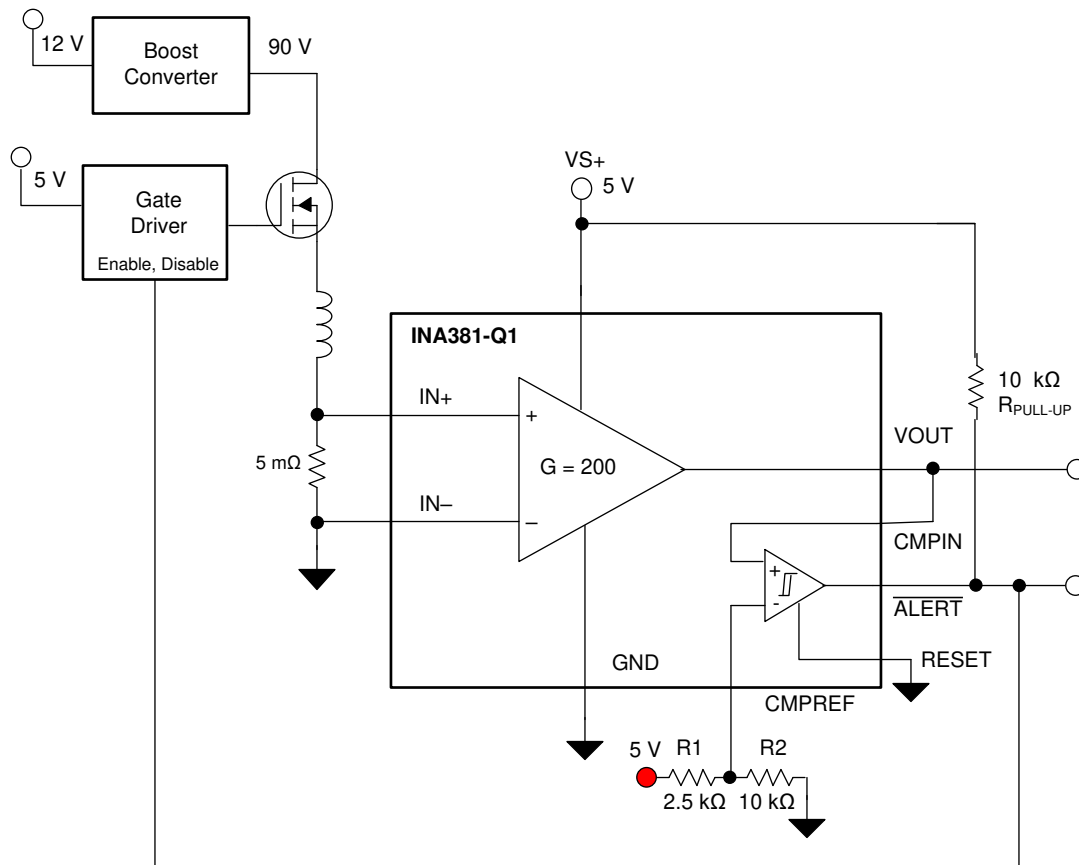 12 V
Boost
Converter
90 V
5 V
Gate
Driver
Enable, Disable
VS+
5 V
INA381-Q1
IN+
+
G = 200
5 mΩ
IN–
–
10 kΩ
RPULL-UP
VOUT
CMPIN
+
-
ALERT
RESET
GND
CMPREF
5 V
R1
R2
2.5 kΩ
10 kΩ